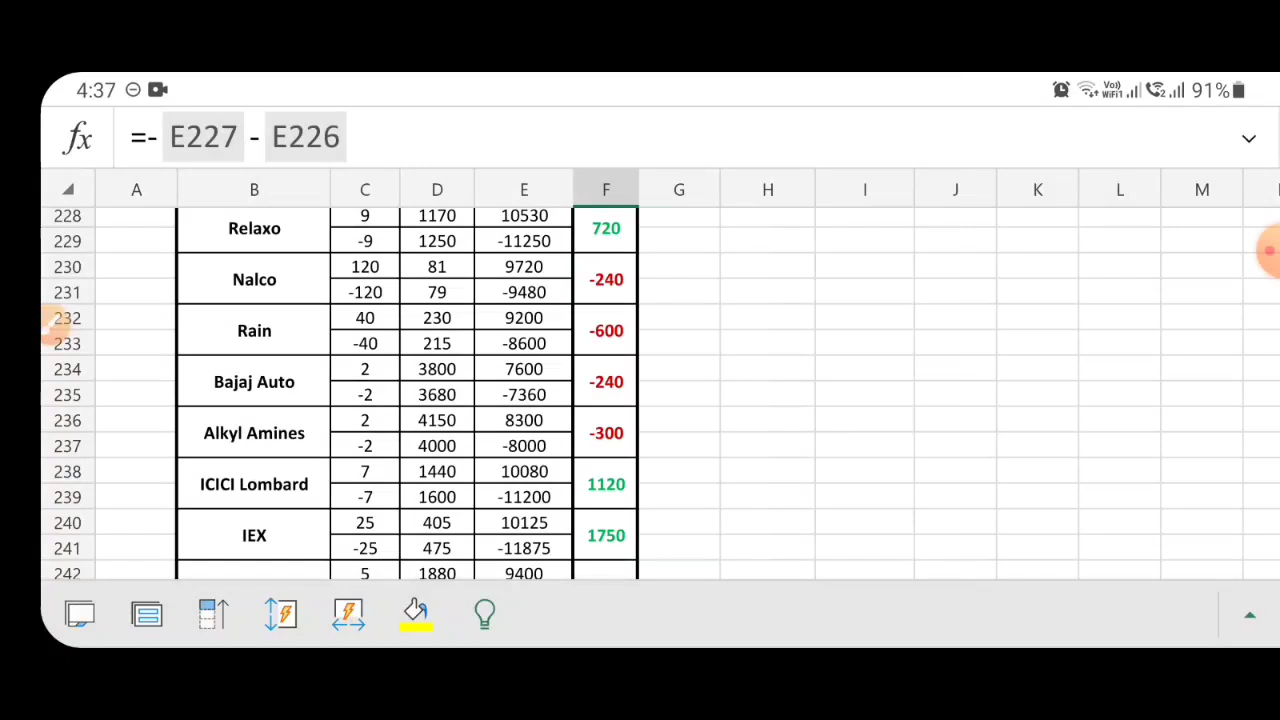 4:37 Vo)) WiFi1 2 91%
fx =- E227 - E226
A B C D E F G H I J K L M
228 Relaxo 9 1170 10530 720
229 -9 1250 -11250
230 Nalco 120 81 9720 -240
231 -120 79 -9480
232 Rain 40 230 9200 -600
233 -40 215 -8600
234 Bajaj Auto 2 3800 7600 -240
235 -2 3680 -7360
236 Alkyl Amines 2 4150 8300 -300
237 -2 4000 -8000
238 ICICI Lombard 7 1440 10080 1120
239 -7 1600 -11200
240 IEX 25 405 10125 1750
241 -25 475 -11875
242 5 1880 9400